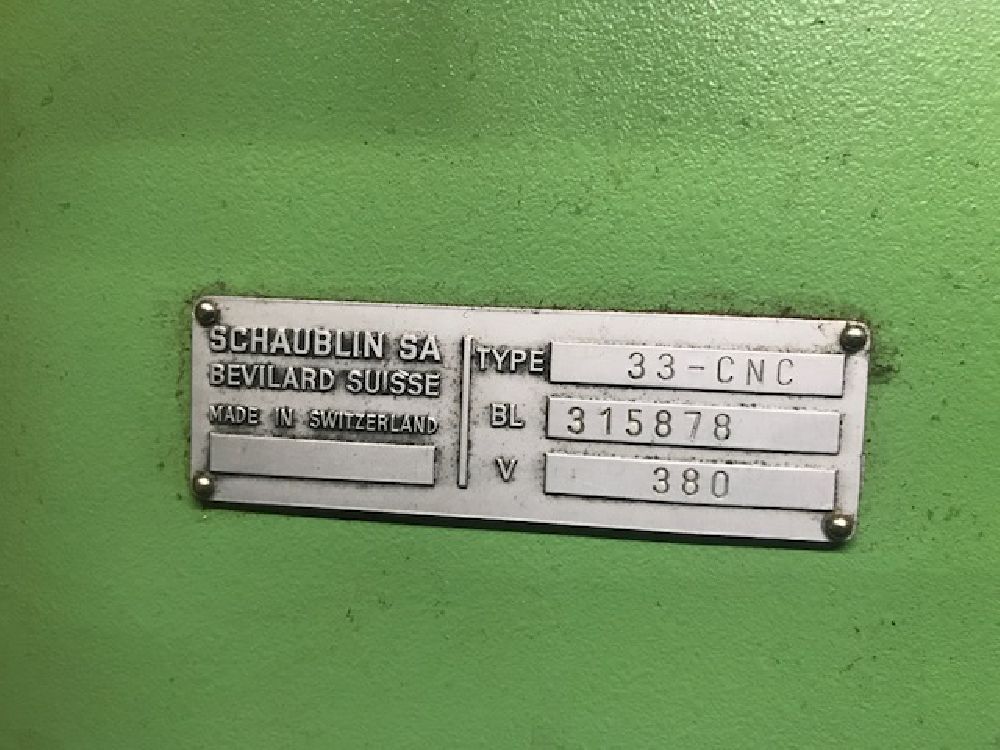 SCHAUBLIN SA
BEVILARD SUISSE
MADE IN SWITZERLAND
TYPE 33-CNC
BL 315878
V 380